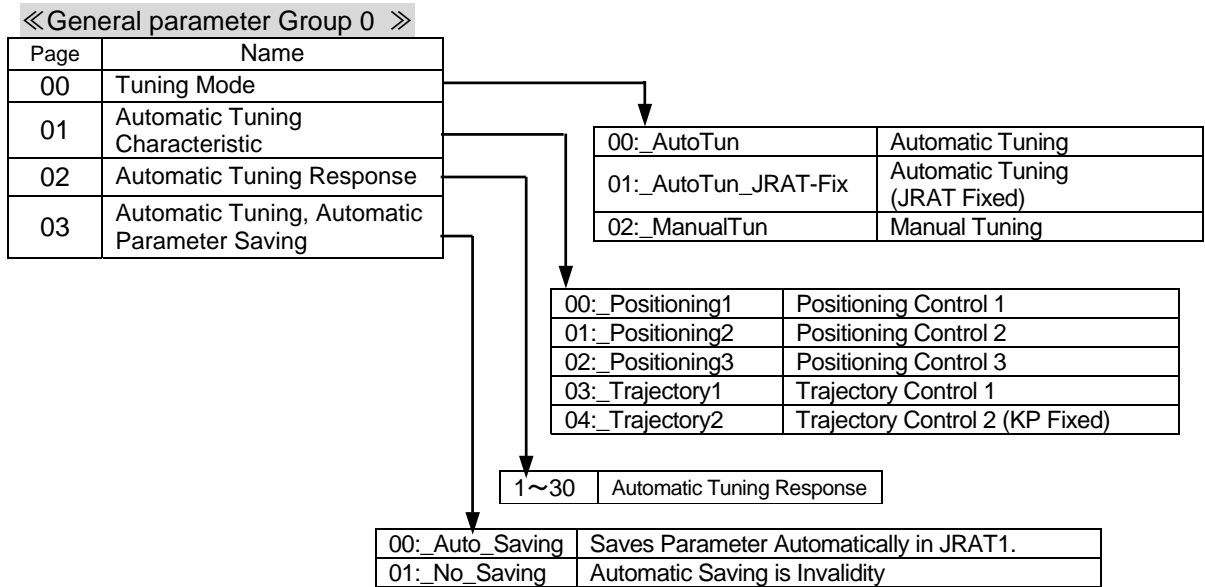 ≪General parameter Group 0 ≫
Page Name
00 Tuning Mode
01 Automatic Tuning
Characteristic
02 Automatic Tuning Response
03 Automatic Tuning, Automatic
Parameter Saving
00:_AutoTun Automatic Tuning
01:_AutoTun_JRAT-Fix Automatic Tuning
(JRAT Fixed)
02:_ManualTun Manual Tuning
00:_Positioning1 Positioning Control 1
01:_Positioning2 Positioning Control 2
02:_Positioning3 Positioning Control 3
03:_Trajectory1 Trajectory Control 1
04:_Trajectory2 Trajectory Control 2 (KP Fixed)
1~30 Automatic Tuning Response
00:_Auto_Saving Saves Parameter Automatically in JRAT1.
01:_No_Saving Automatic Saving is Invalidity